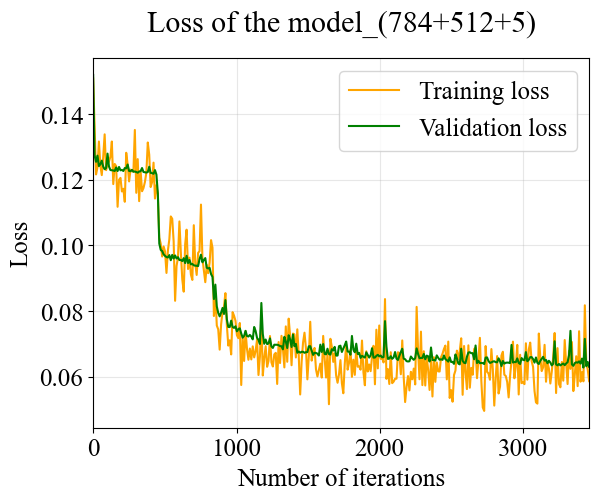 Loss of the model_(784+512+5)
Training loss
Validation loss
0.14
0.12
0.10
0.08
0.06
Loss
0
1000
2000
3000
Number of iterations